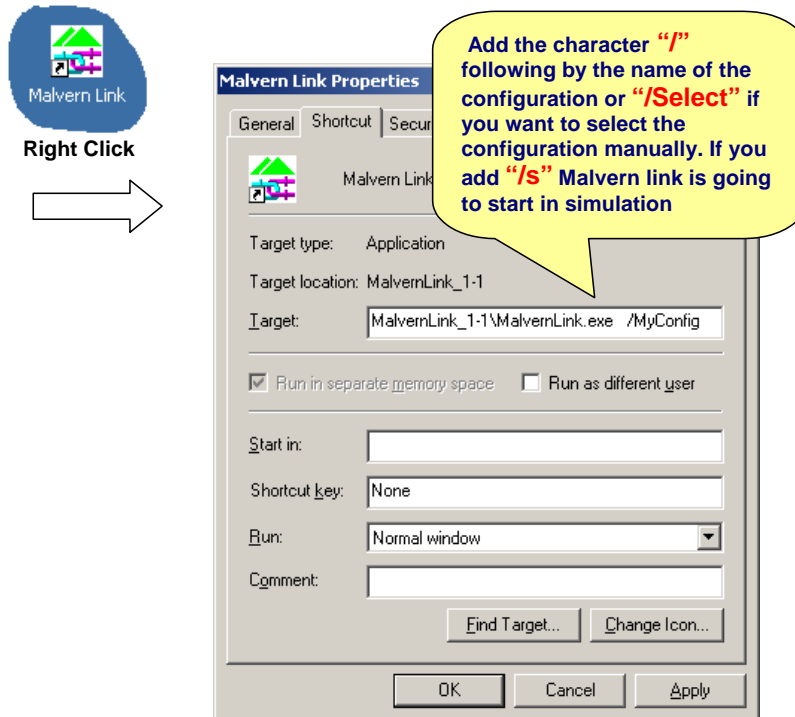 Malvern Link
Right Click
Add the character “/”
following by the name of the
configuration or “/Select” if
you want to select the
configuration manually. If you
add “/s” Malvern link is going
to start in simulation
Malvern Link Properties
General Shortcut Secur
Malvern Link
Target type: Application
Target location: MalvernLink_1-1
Target: MalvernLink_1-1\MalvernLink.exe /MyConfig
Run in separate memory space Run as different user
Start in:
Shortcut key: None
Run: Normal window
Comment:
Find Target... Change Icon...
OK Cancel Apply